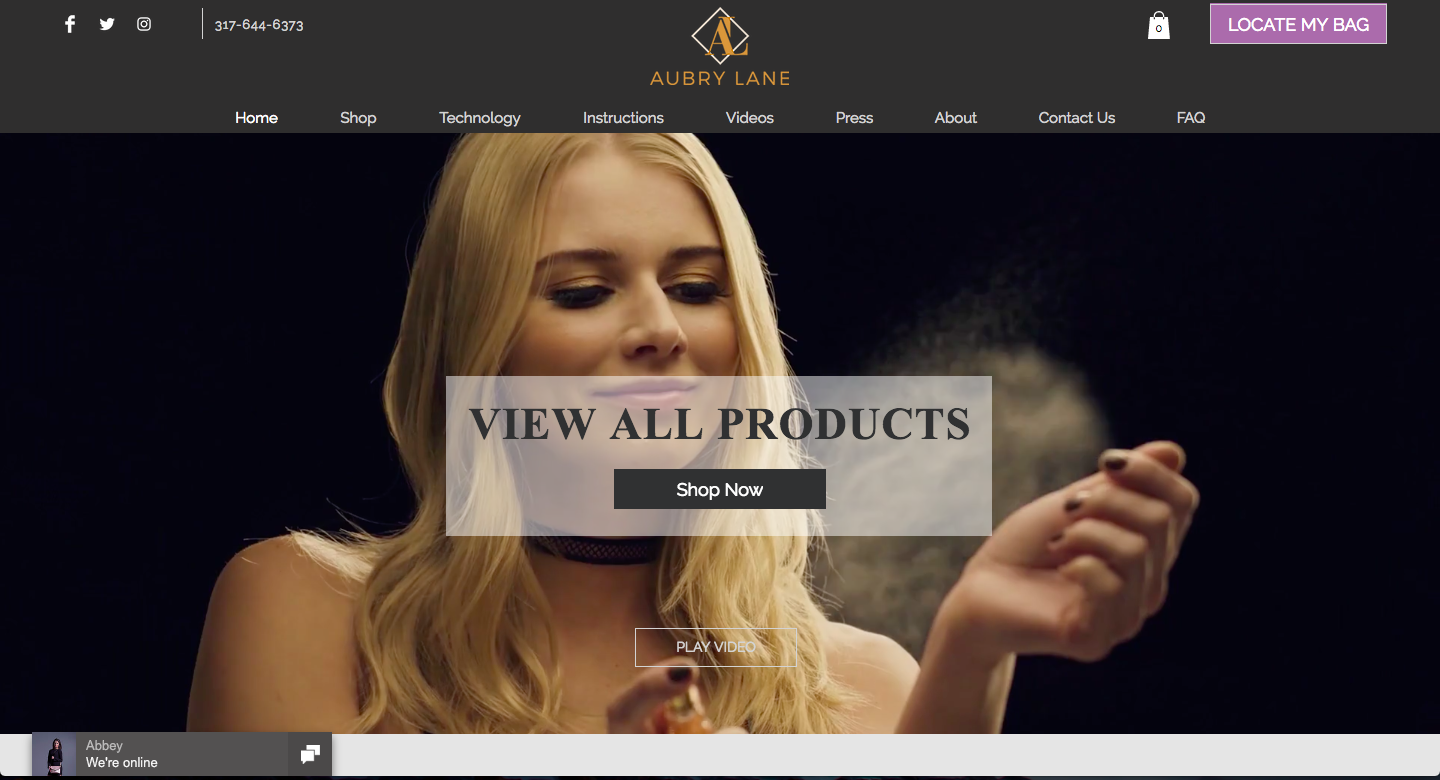 317-644-6373
AL
AUBRY LANE
0
LOCATE MY BAG
Home Shop Technology Instructions Videos Press About Contact Us FAQ
VIEW ALL PRODUCTS
Shop Now
PLAY VIDEO
Abbey
We're online